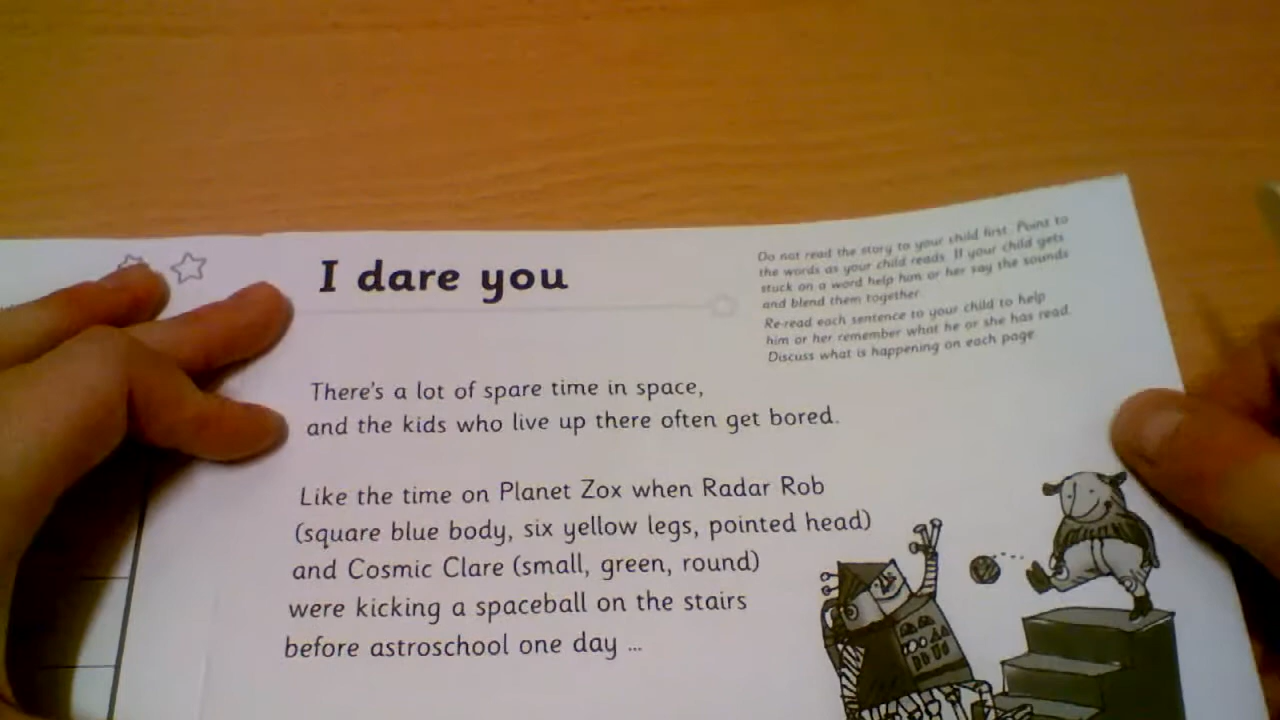 I dare you
Do not read the story to your child first. Point to
the words as your child reads. If your child gets
stuck on a word help him or her say the sounds
and blend them together.
Re-read each sentence to your child to help
him or her remember what he or she has read.
Discuss what is happening on each page.
There's a lot of spare time in space,
and the kids who live up there often get bored.
Like the time on Planet Zox when Radar Rob
(square blue body, six yellow legs, pointed head)
and Cosmic Clare (small, green, round)
were kicking a spaceball on the stairs
before astroschool one day ...